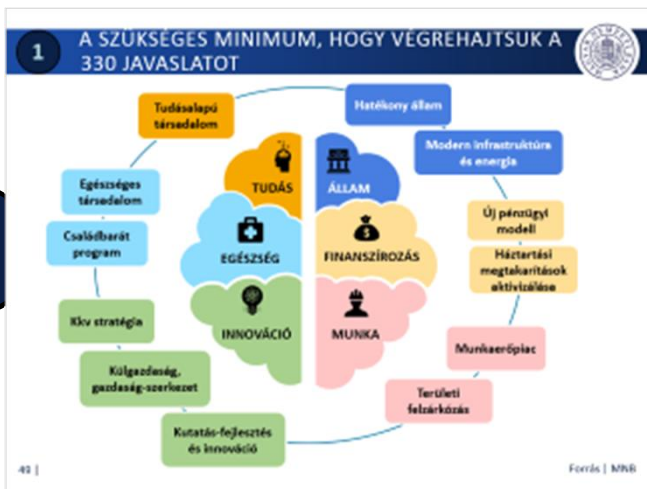 1
A SZÜKSÉGES MINIMUM, HOGY VÉGREHAJTSUK A
330 JAVASLATOT
Tudásalapú
társadalom
Hatékony állam
Modern infrastruktúra
és energia
TUDÁS
ÁLLAM
Egészséges
társadalom
Családbarát
program
EGÉSZSÉG
FINANSZÍROZÁS
Új pénzügyi
modell
Háztartási
megtakarítások
aktivizálása
INNOVÁCIÓ
MUNKA
Kkv stratégia
Külgazdaság,
gazdaság-szerkezet
Kutatás-fejlesztés
és innováció
Munkaerőpiac
Területi
felzárkózás
49 |
Forrás | MNB